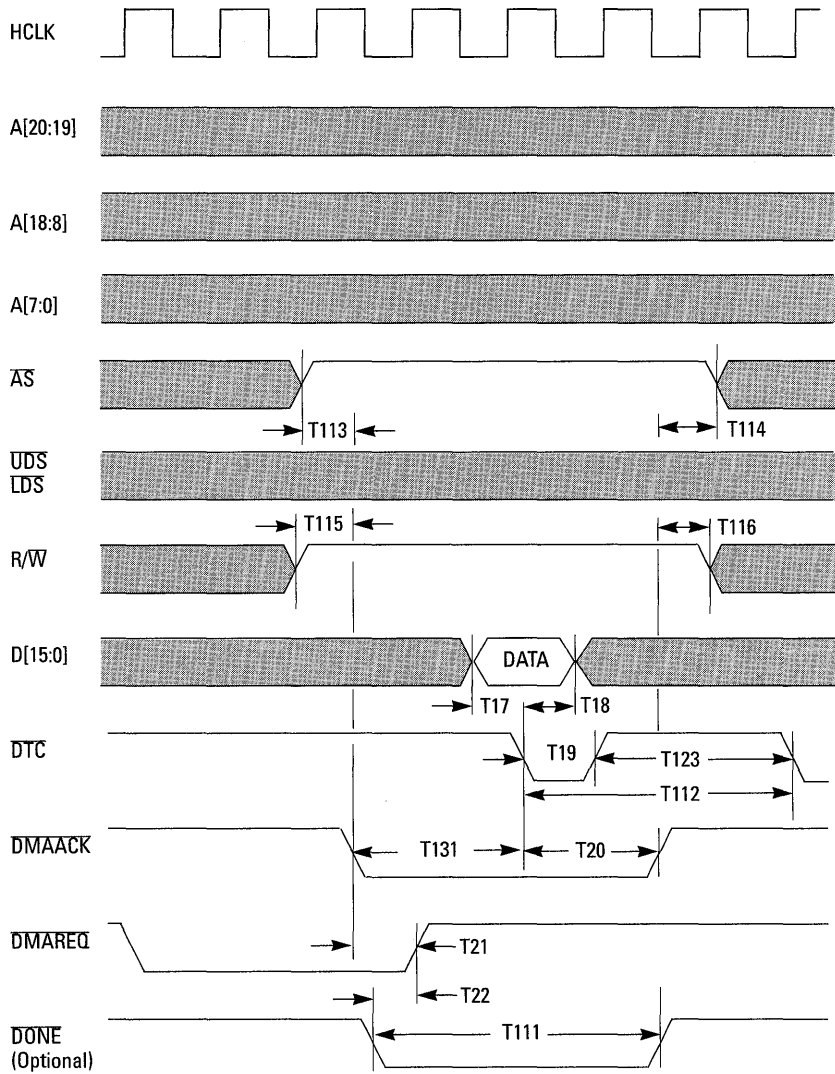 HCLK
A[20:19]
A[18:8]
A[7:0]
AS
T113
T114
UDS
LDS
T115
T116
R/W
D[15:0]
DATA
T17
T18
DTC
T19
T123
T112
DMAACK
T131
T20
DMAREQ
T21
T22
DONE
(Optional)
T111